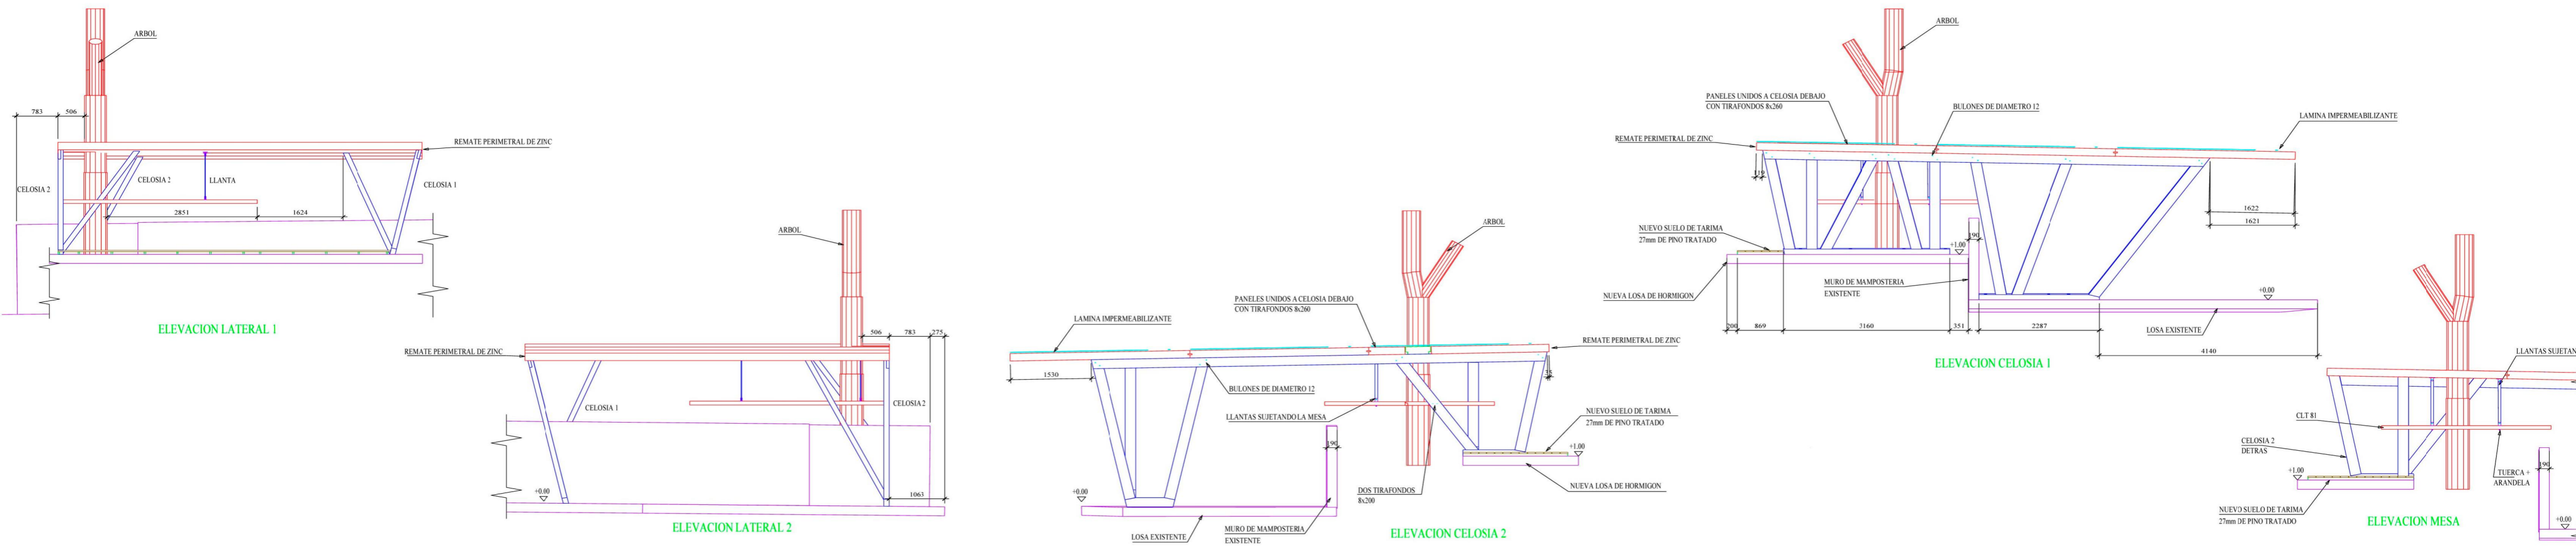 ARBOL
783
506
REMATE PERIMETRAL DE ZINC
CELOSIA 2
CELOSIA 2
LLANTA
CELOSIA 1
2851
1624
ELEVACION LATERAL 1
ARBOL
506
783
275
REMATE PERIMETRAL DE ZINC
CELOSIA 1
CELOSIA 2
+0.00
1063
ELEVACION LATERAL 2
ARBOL
PANELES UNIDOS A CELOSIA DEBAJO
CON TIRAFONDOS 8x260
LAMINA IMPERMEABILIZANTE
REMATE PERIMETRAL DE ZINC
1530
35
BULONES DE DIAMETRO 12
LLANTAS SUJETANDO LA MESA
NUEVO SUELO DE TARIMA
27mm DE PINO TRATADO
190
+1.00
+0.00
DOS TIRAFONDOS
8x200
NUEVA LOSA DE HORMIGON
MURO DE MAMPOSTERIA
EXISTENTE
LOSA EXISTENTE
ELEVACION CELOSIA 2
ARBOL
PANELES UNIDOS A CELOSIA DEBAJO
CON TIRAFONDOS 8x260
BULONES DE DIAMETRO 12
LAMINA IMPERMEABILIZANTE
REMATE PERIMETRAL DE ZINC
119
1622
1621
NUEVO SUELO DE TARIMA
27mm DE PINO TRATADO
190
+1.00
MURO DE MAMPOSTERIA
EXISTENTE
NUEVA LOSA DE HORMIGON
+0.00
200
869
3160
351
2287
LOSA EXISTENTE
4140
ELEVACION CELOSIA 1
LLANTAS SUJETAN
CLT 81
CELOSIA 2
DETRAS
+1.00
190
TUERCA +
ARANDELA
NUEVO SUELO DE TARIMA
27mm DE PINO TRATADO
+0.00
ELEVACION MESA